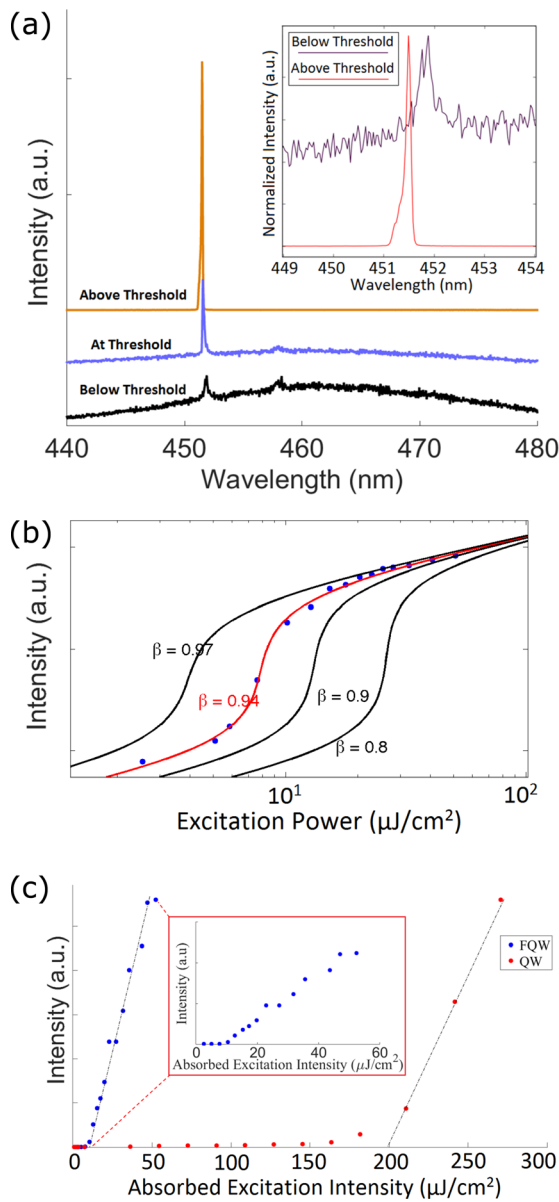 (a)
Intensity (a.u.)
Above Threshold
At Threshold
Below Threshold
440 450 460 470 480
Wavelength (nm)
Normalized Intensity (a.u.)
Below Threshold
Above Threshold
449 450 451 452 453 454
Wavelength (nm)
(b)
Intensity (a.u.)
β = 0.97
β = 0.94
β = 0.9
β = 0.8
10¹ 10²
Excitation Power (µJ/cm²)
(c)
Intensity (a.u.)
FQW
QW
Intensity (a.u)
0 20 40 60
Absorbed Excitation Intensity (µJ/cm²)
0 50 100 150 200 250 300
Absorbed Excitation Intensity (µJ/cm²)